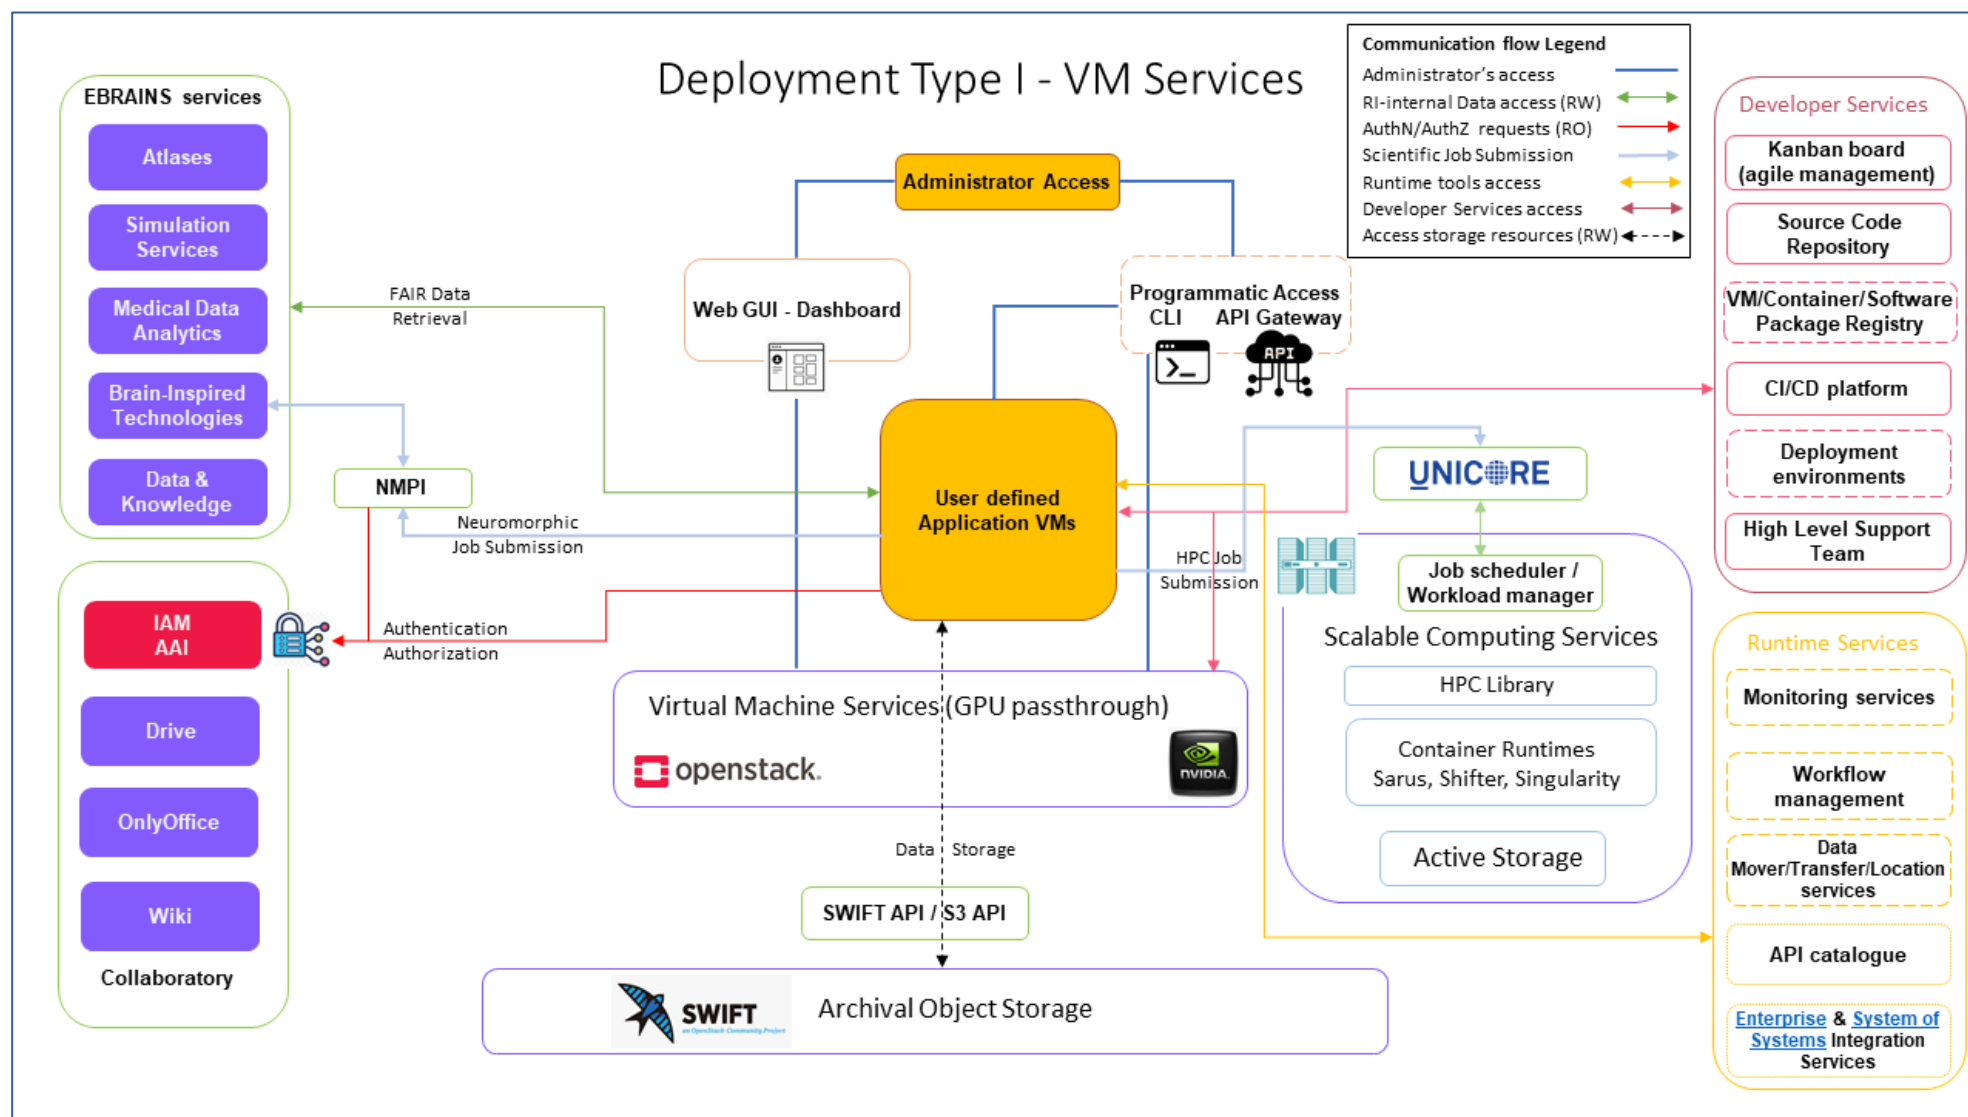 Deployment Type I - VM Services
Communication flow Legend
Administrator's access
RI-internal Data access (RW)
AuthN/AuthZ requests (RO)
Scientific Job Submission
Runtime tools access
Developer Services access
Access storage resources (RW)
EBRAINS services
Atlases
Simulation
Services
Medical Data
Analytics
Brain-Inspired
Technologies
Data &
Knowledge
IAM
AAI
Drive
OnlyOffice
Wiki
Collaboratory
FAIR Data
Retrieval
NMPI
Neuromorphic
Job Submission
Authentication
Authorization
Administrator Access
Web GUI - Dashboard
Programmatic Access
CLI API Gateway
API
User defined
Application VMs
HPC Job
Submission
Virtual Machine Services (GPU passthrough)
openstack.
NVIDIA.
Data Storage
SWIFT API / S3 API
SWIFT
an OpenStack Community Project
Archival Object Storage
UNICORE
Job scheduler /
Workload manager
Scalable Computing Services
HPC Library
Container Runtimes
Sarus, Shifter, Singularity
Active Storage
Developer Services
Kanban board
(agile management)
Source Code
Repository
VM/Container/Software
Package Registry
CI/CD platform
Deployment
environments
High Level Support
Team
Runtime Services
Monitoring services
Workflow
management
Data
Mover/Transfer/Location
services
API catalogue
Enterprise & System of
Systems Integration
Services